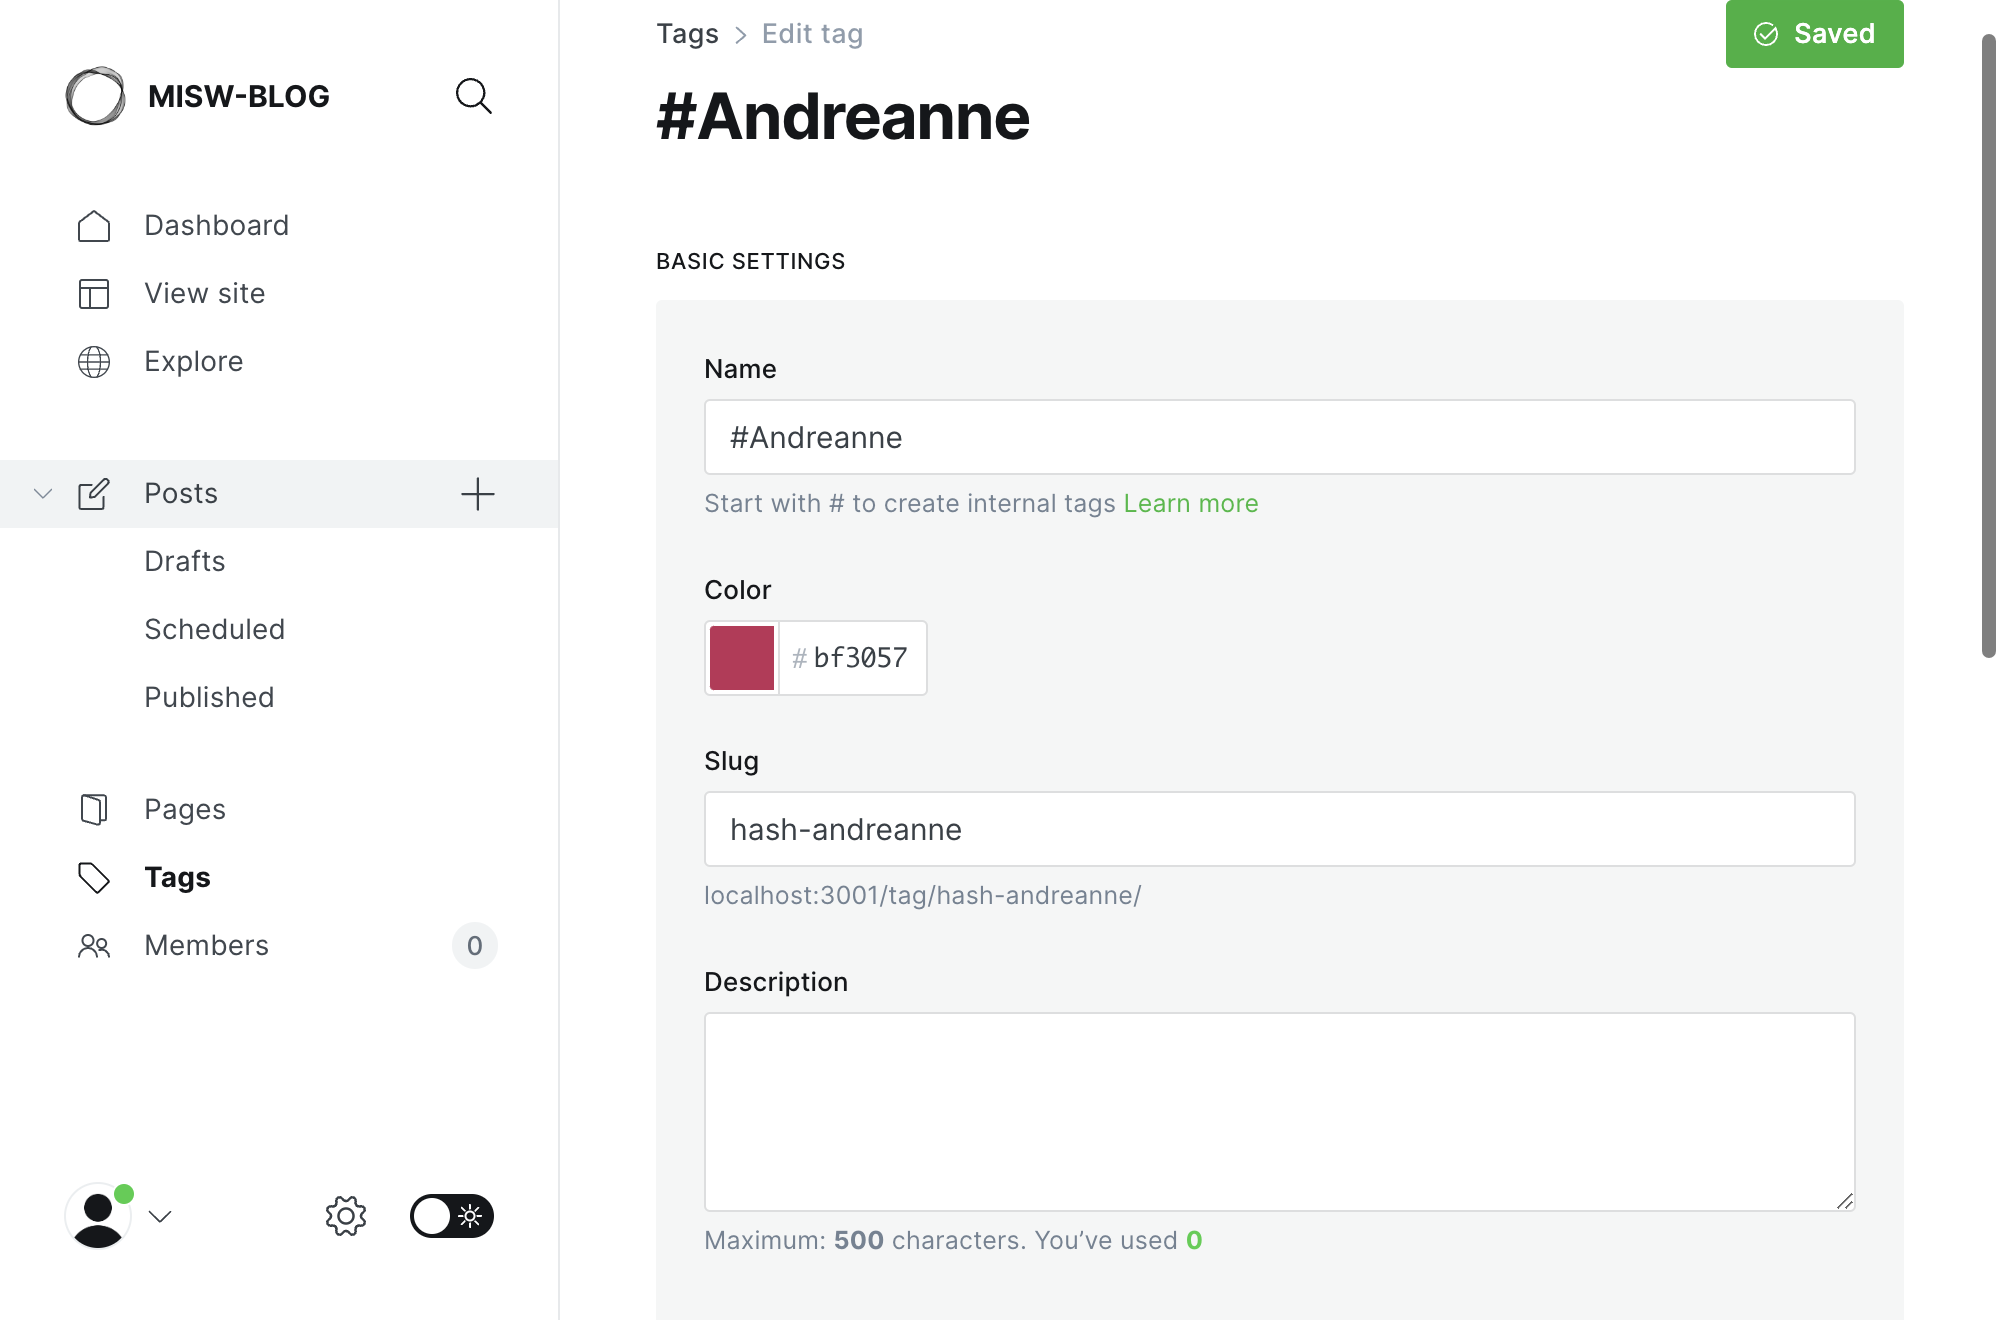 MISW-BLOG
Dashboard
View site
Explore
Posts
Drafts
Scheduled
Published
Pages
Tags
Members 0
Tags > Edit tag
Saved
#Andreanne
BASIC SETTINGS
Name
#Andreanne
Start with # to create internal tags Learn more
Color
# bf3057
Slug
hash-andreanne
localhost:3001/tag/hash-andreanne/
Description
Maximum: 500 characters. You’ve used 0